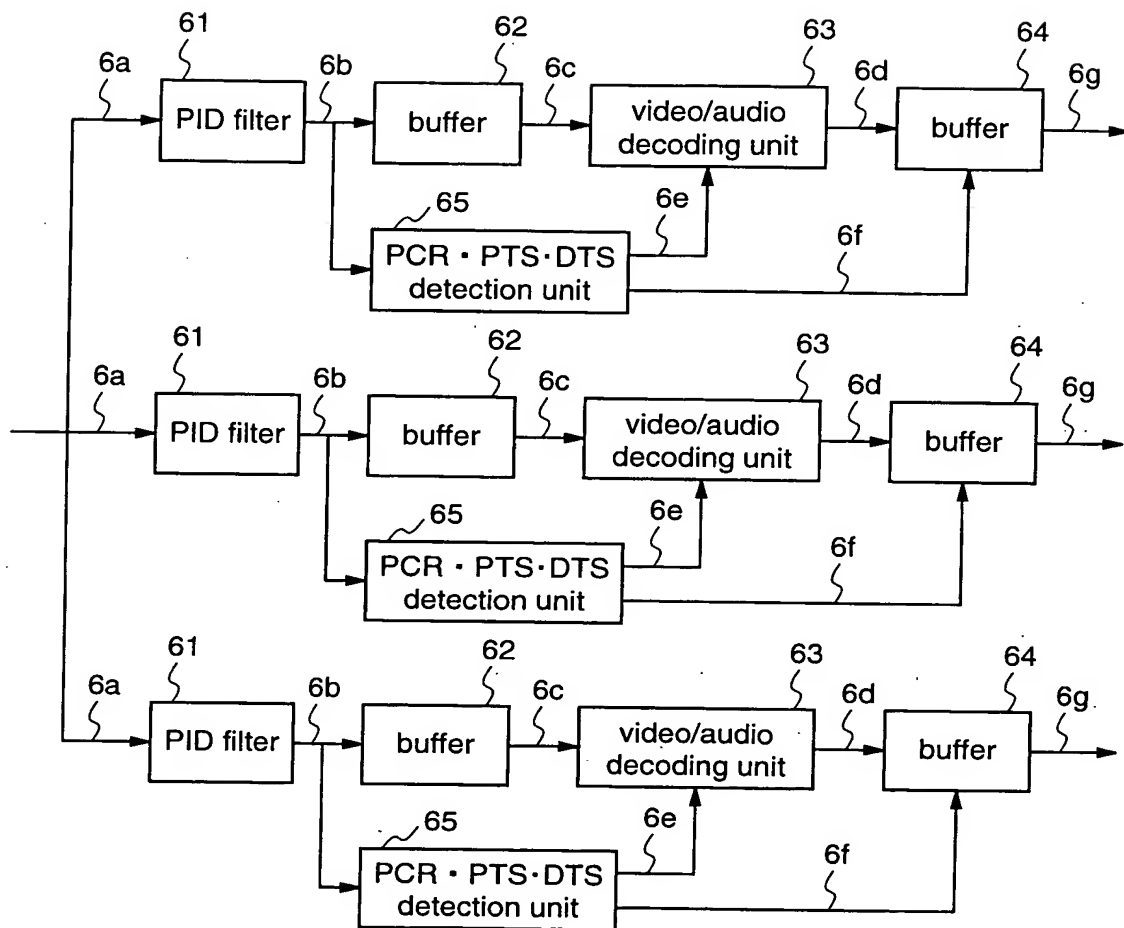 61
62
63
64
6a
6b
6c
6d
6g
PID filter
buffer
video/audio
decoding unit
buffer
65
6e
6f
PCR・PTS・DTS
detection unit
61
62
63
64
6a
6b
6c
6d
6g
PID filter
buffer
video/audio
decoding unit
buffer
65
6e
6f
PCR・PTS・DTS
detection unit
61
62
63
64
6a
6b
6c
6d
6g
PID filter
buffer
video/audio
decoding unit
buffer
65
6e
6f
PCR・PTS・DTS
detection unit